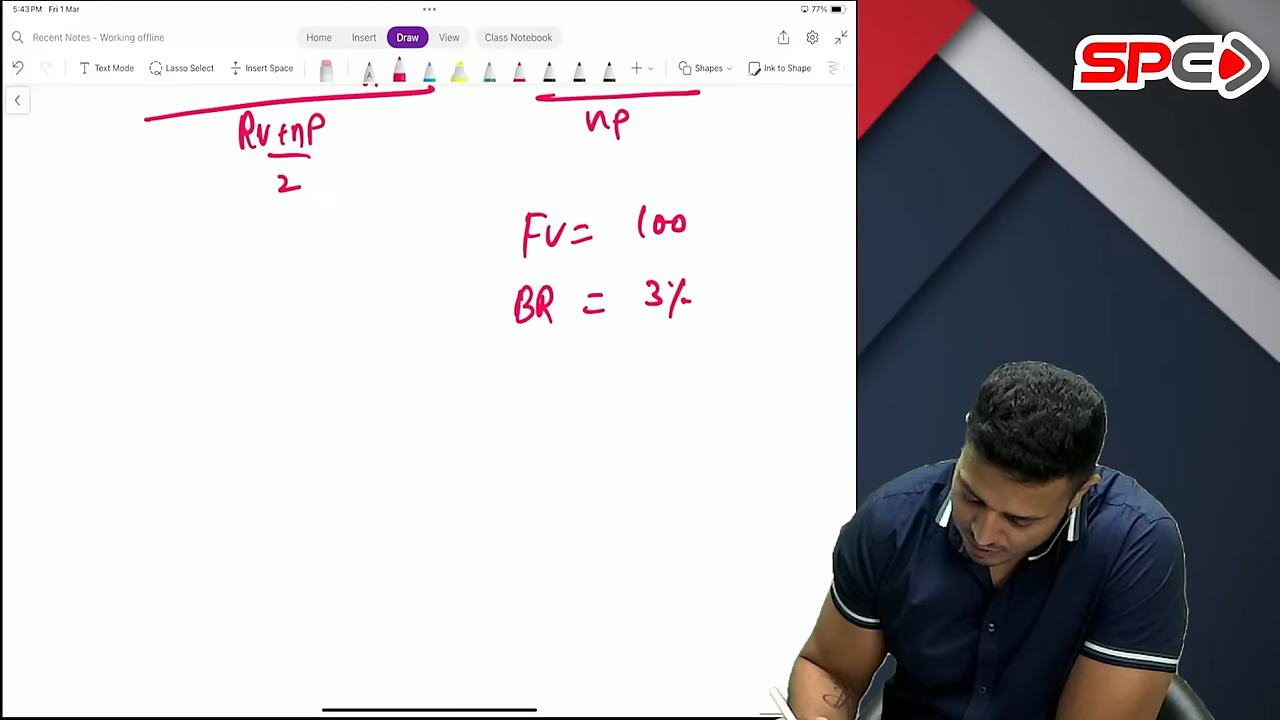 5:43 PM Fri 1 Mar
77%
Recent Notes - Working offline
Home Insert Draw View Class Notebook
Text Mode Lasso Select Insert Space Shapes Ink to Shape
SPC
Rv + np
2
np
Fv = 100
BR = 3%